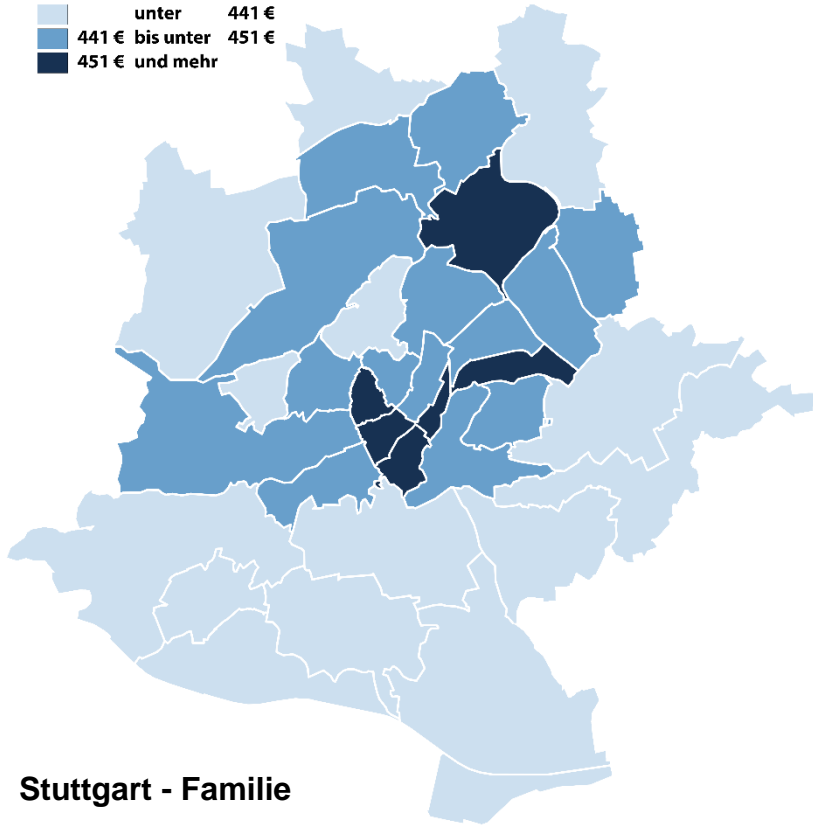 unter 441 €
441 € bis unter 451 €
451 € und mehr
Stuttgart - Familie